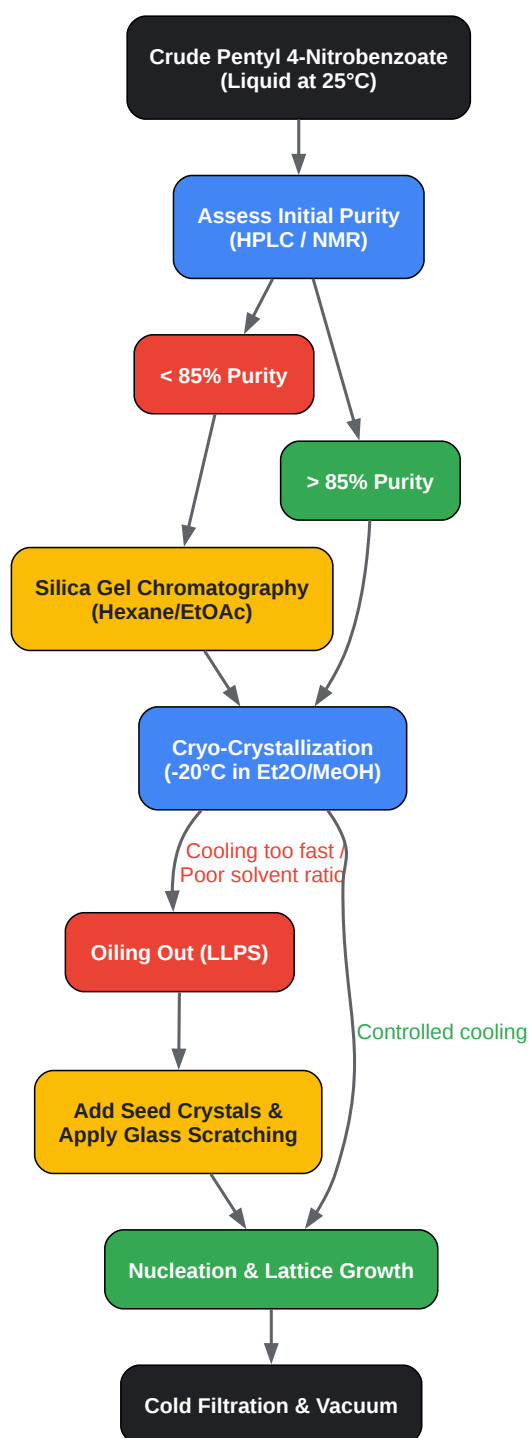 Crude Pentyl 4-Nitrobenzoate
(Liquid at 25°C)
Assess Initial Purity
(HPLC / NMR)
< 85% Purity
> 85% Purity
Silica Gel Chromatography
(Hexane/EtOAc)
Cryo-Crystallization
(-20°C in Et2O/MeOH)
Cooling too fast /
Poor solvent ratio
Oiling Out (LLPS)
Controlled cooling
Add Seed Crystals &
Apply Glass Scratching
Nucleation & Lattice Growth
Cold Filtration & Vacuum